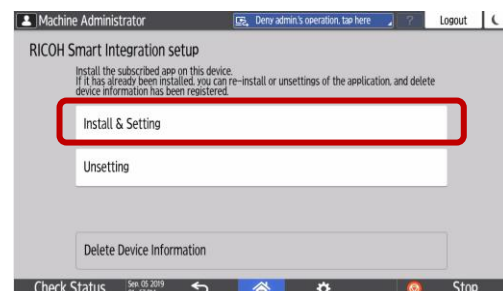 Machine Administrator
Deny admin.'s operation, tap here
?
Logout
RICOH Smart Integration setup
Install the subscribed app on this device.
If it has already been installed, you can re-install or unsettings of the application, and delete
device information has been registered.
Install & Setting
Unsetting
Delete Device Information
Check Status
Sep. 05 2019
Stop